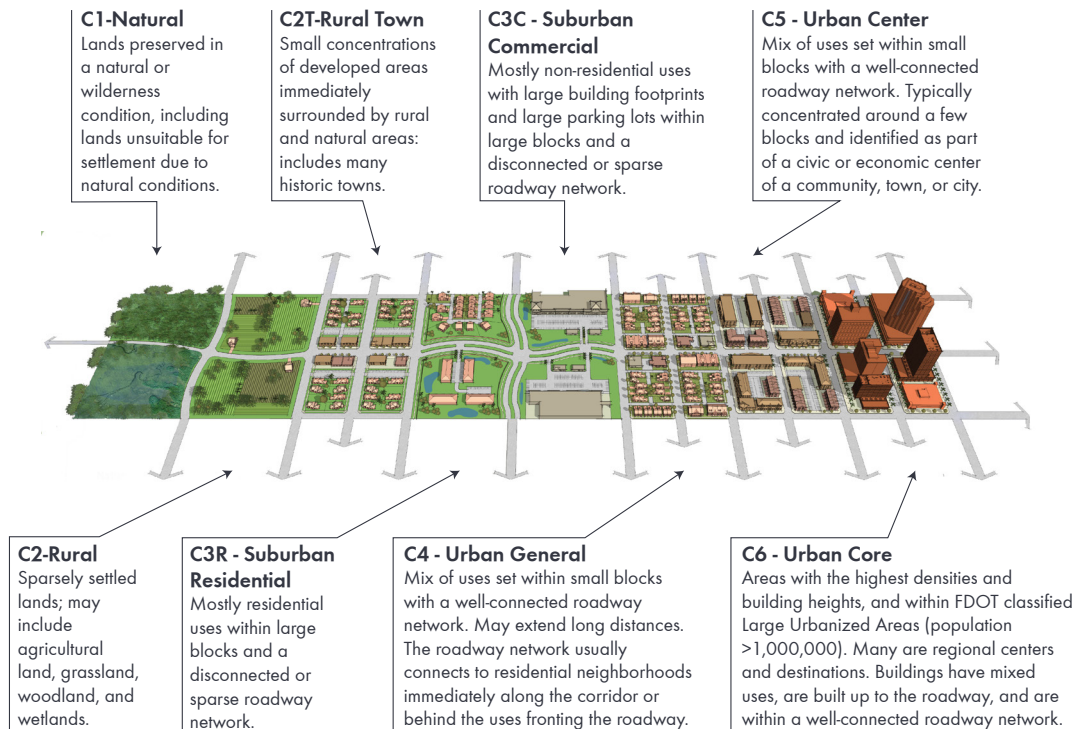 C1-Natural
Lands preserved in
a natural or
wilderness
condition, including
lands unsuitable for
settlement due to
natural conditions.
C2T-Rural Town
Small concentrations
of developed areas
immediately
surrounded by rural
and natural areas:
includes many
historic towns.
C3C - Suburban
Commercial
Mostly non-residential uses
with large building footprints
and large parking lots within
large blocks and a
disconnected or sparse
roadway network.
C5 - Urban Center
Mix of uses set within small
blocks with a well-connected
roadway network. Typically
concentrated around a few
blocks and identified as part
of a civic or economic center
of a community, town, or city.
C2-Rural
Sparsely settled
lands; may
include
agricultural
land, grassland,
woodland, and
wetlands.
C3R - Suburban
Residential
Mostly residential
uses within large
blocks and a
disconnected or
sparse roadway
network.
C4 - Urban General
Mix of uses set within small blocks
with a well-connected roadway
network. May extend long distances.
The roadway network usually
connects to residential neighborhoods
immediately along the corridor or
behind the uses fronting the roadway.
C6 - Urban Core
Areas with the highest densities and
building heights, and within FDOT classified
Large Urbanized Areas (population
>1,000,000). Many are regional centers
and destinations. Buildings have mixed
uses, are built up to the roadway, and are
within a well-connected roadway network.